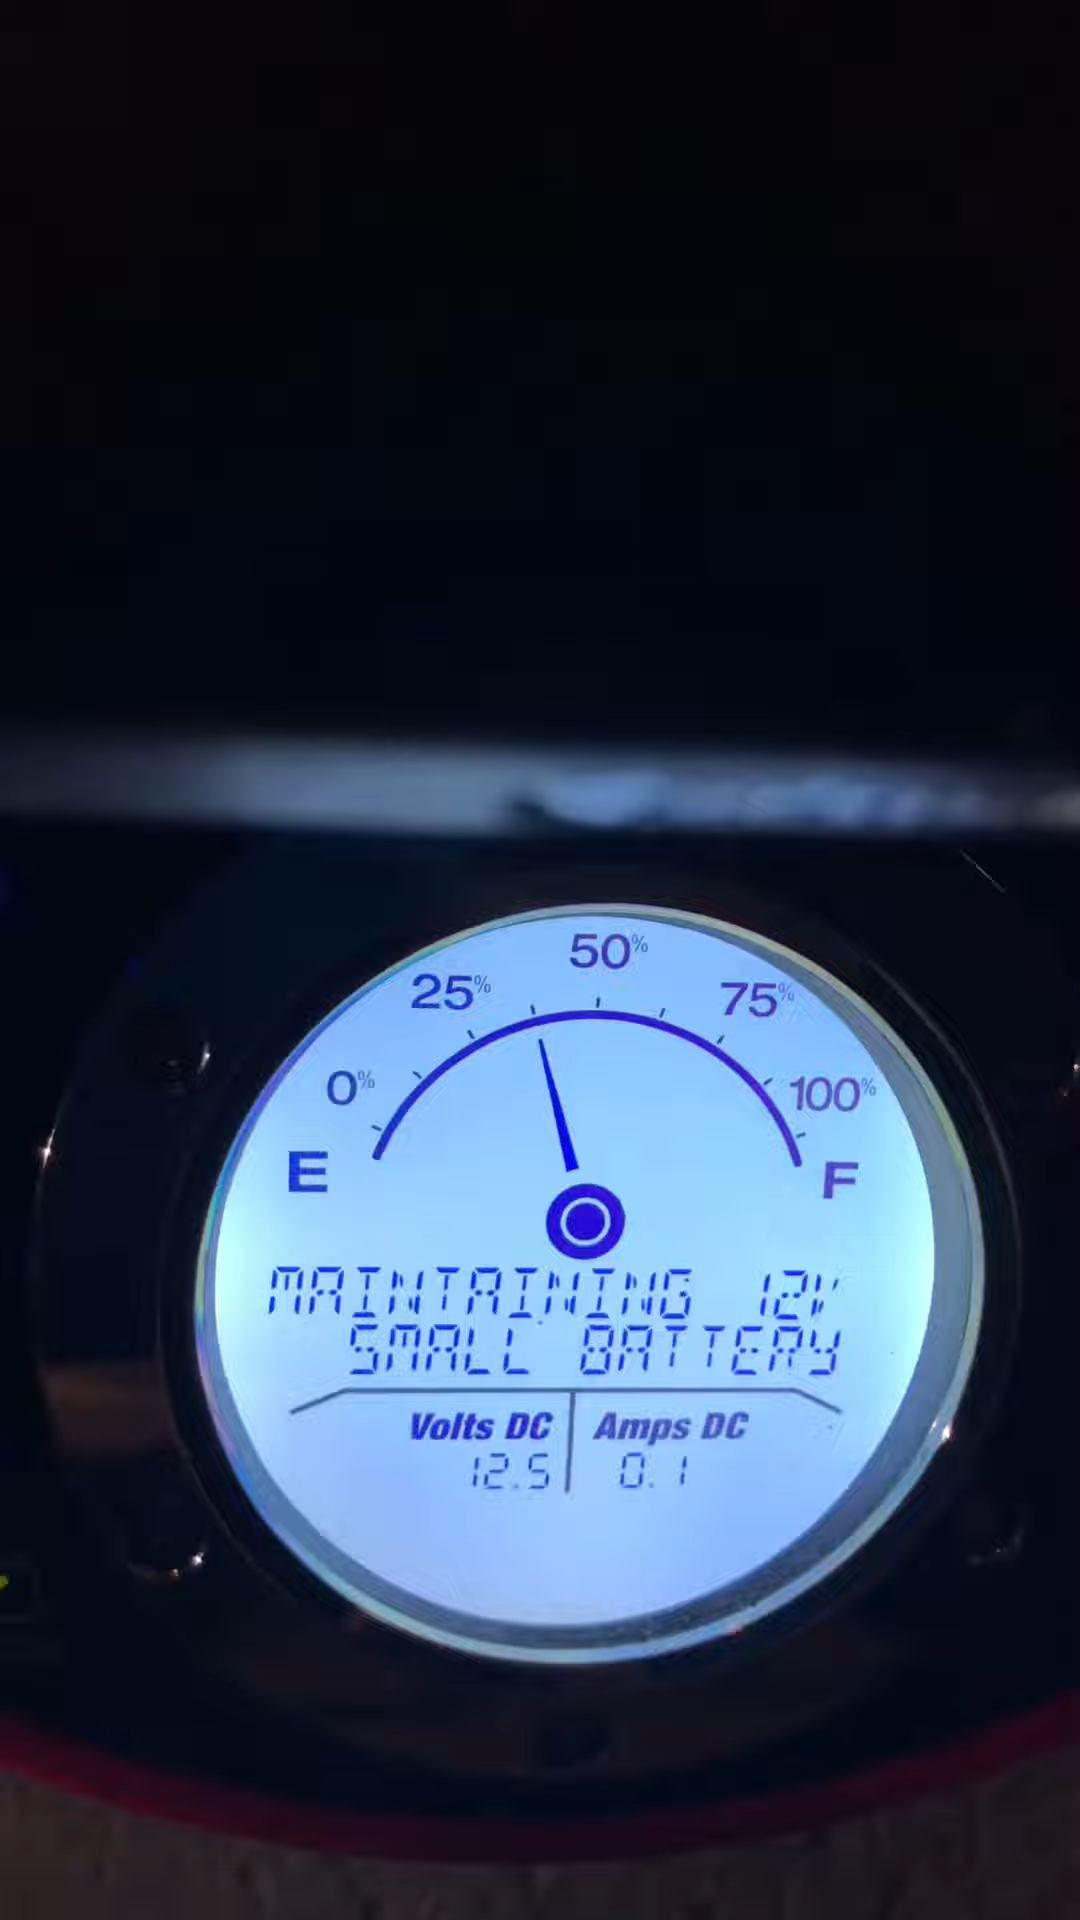 0% 25% 50% 75% 100%
E F
MAINTAINING 12V
SMALL BATTERY
Volts DC Amps DC
12.5 0.1